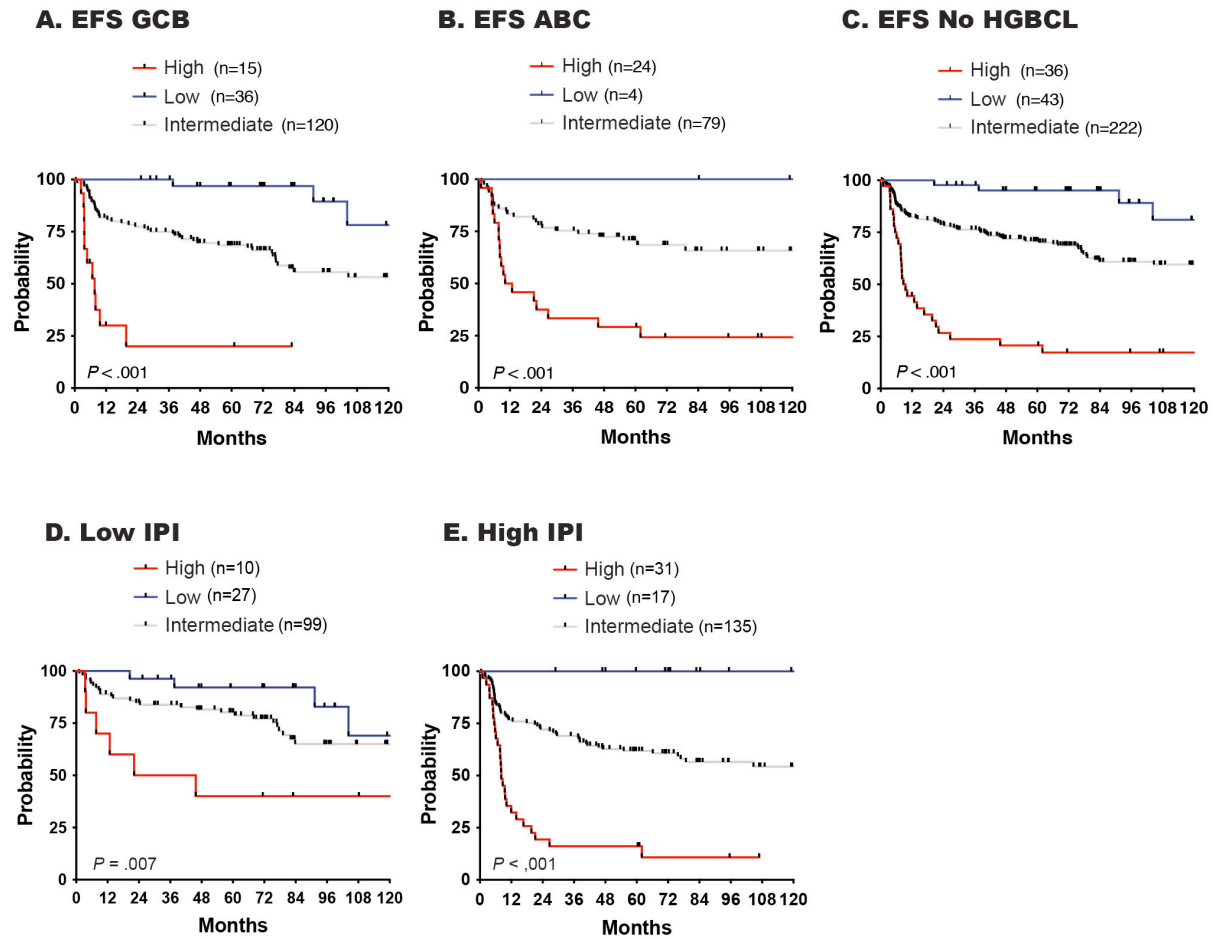 A. EFS GCB
High (n=15)
Low (n=36)
Intermediate (n=120)
100
75
50
25
0
Probability
P < .001
0 12 24 36 48 60 72 84 96 108 120
Months
B. EFS ABC
High (n=24)
Low (n=4)
Intermediate (n=79)
100
75
50
25
0
Probability
P < .001
0 12 24 36 48 60 72 84 96 108 120
Months
C. EFS No HGBCL
High (n=36)
Low (n=43)
Intermediate (n=222)
100
75
50
25
0
Probability
P < .001
0 12 24 36 48 60 72 84 96 108 120
Months
D. Low IPI
High (n=10)
Low (n=27)
Intermediate (n=99)
100
75
50
25
0
Probability
P = .007
0 12 24 36 48 60 72 84 96 108 120
Months
E. High IPI
High (n=31)
Low (n=17)
Intermediate (n=135)
100
75
50
25
0
Probability
P < ,001
0 12 24 36 48 60 72 84 96 108 120
Months